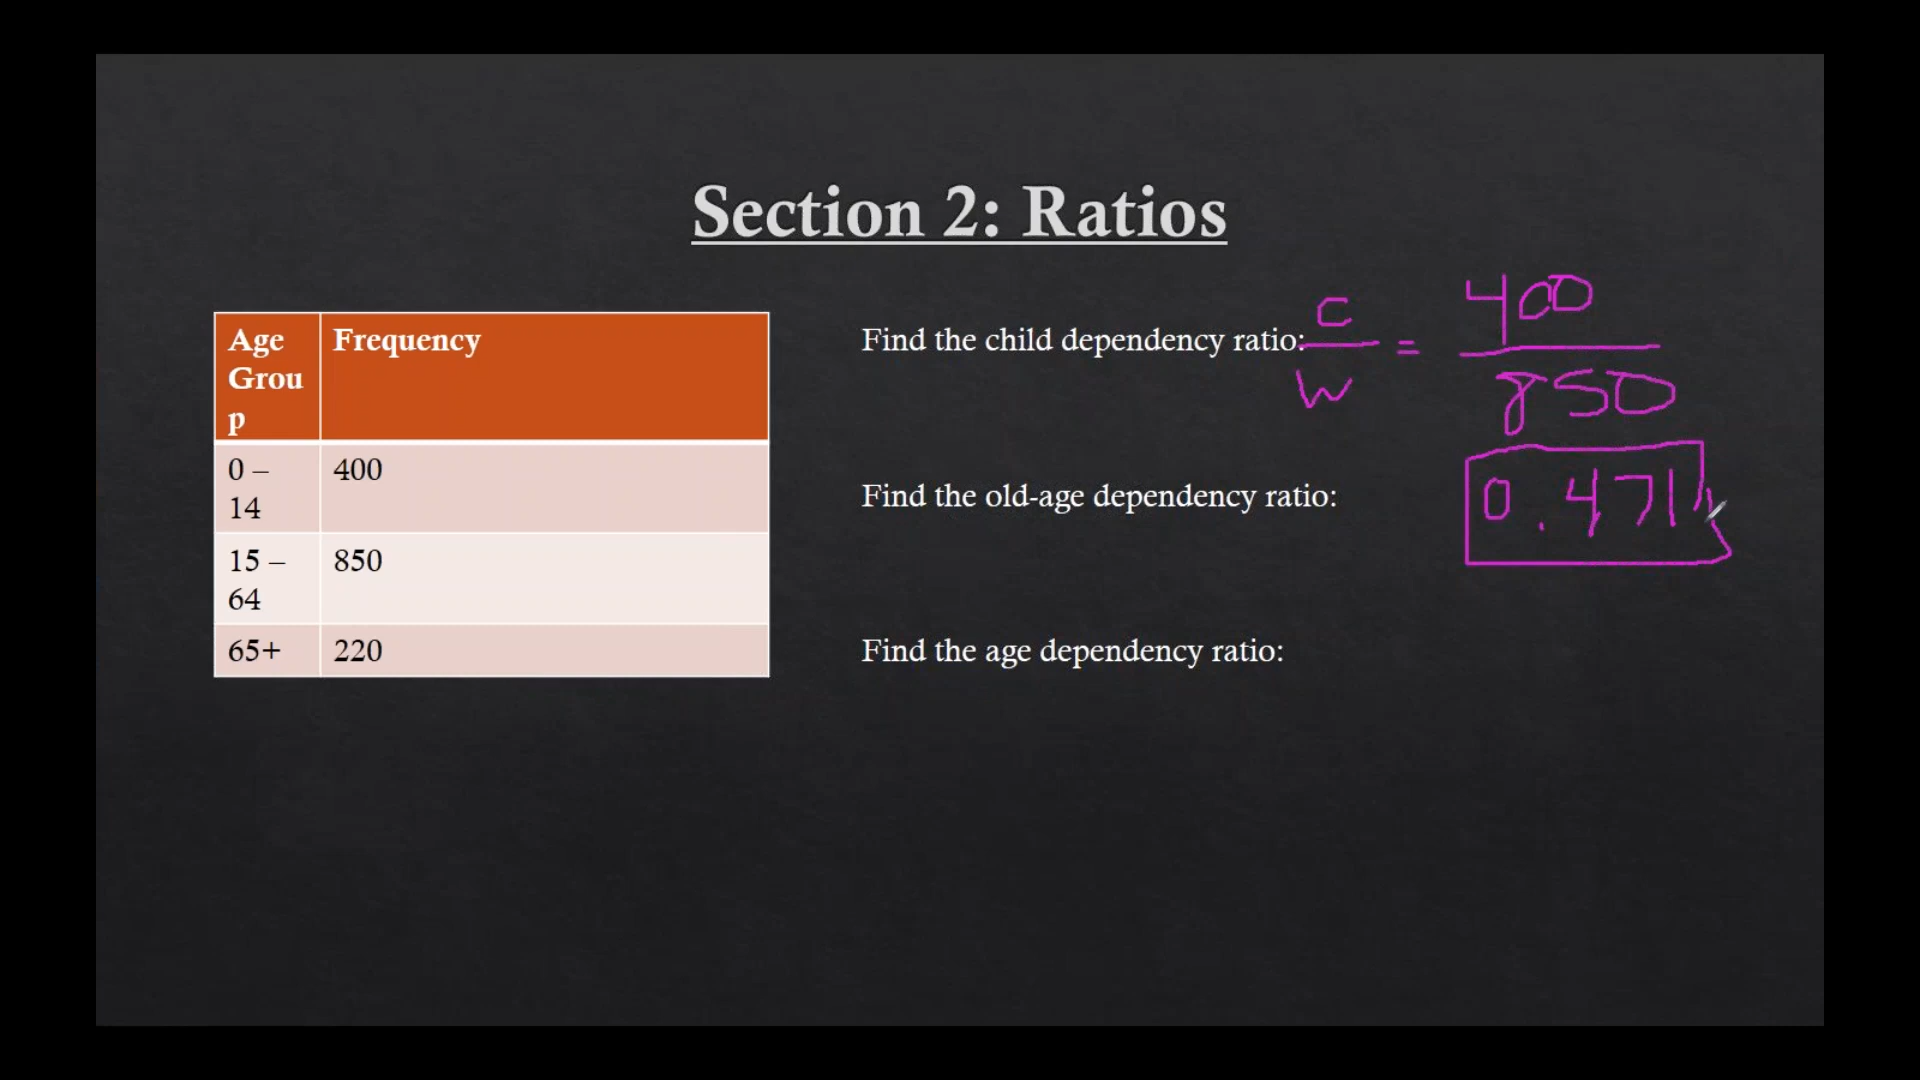 Section 2: Ratios
Age
Grou
p
Frequency
0 –
14
400
15 –
64
850
65+
220
Find the child dependency ratio:
c
w
=
400
850
0.471
Find the old-age dependency ratio:
Find the age dependency ratio: